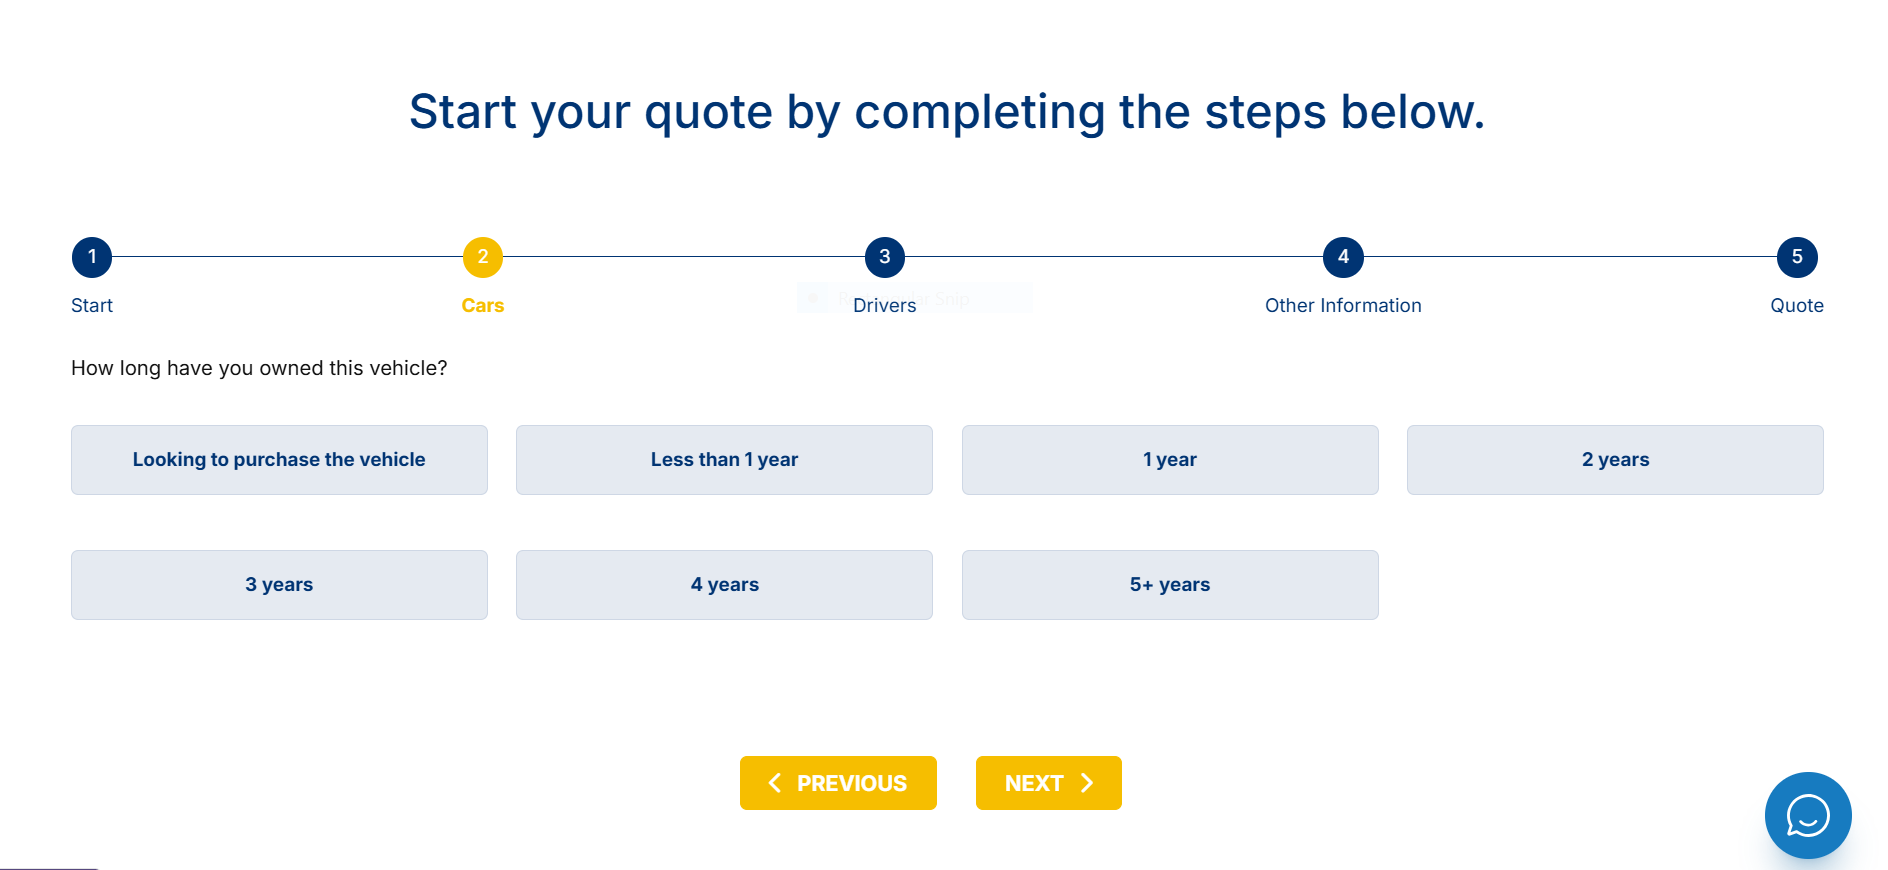 Start your quote by completing the steps below.
1 2 3 4 5
Start Cars Drivers Other Information Quote
How long have you owned this vehicle?
Looking to purchase the vehicle Less than 1 year 1 year 2 years
3 years 4 years 5+ years
PREVIOUS NEXT